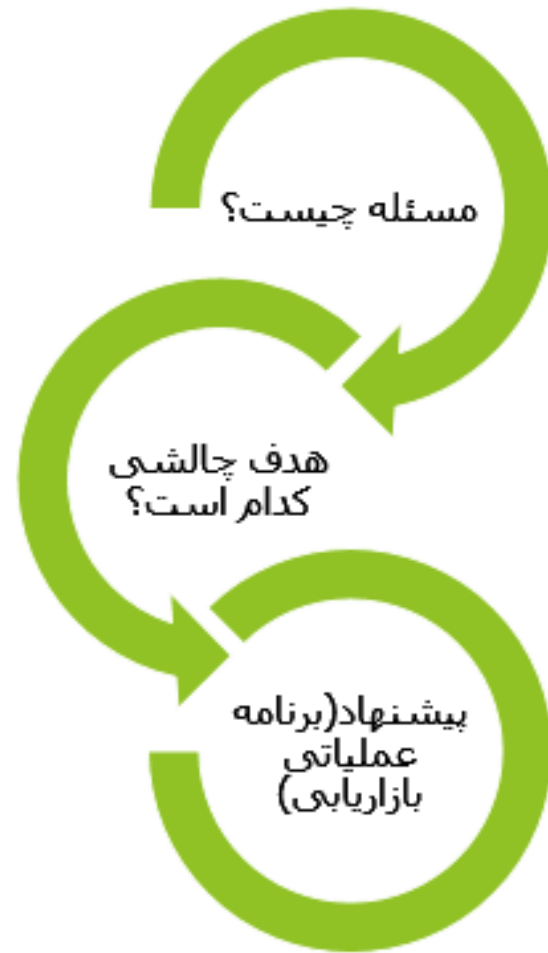 مسئله چیست؟
هدف چالشی
کدام است؟
پیشنهاد(برنامه
عملیاتی
بازاریابی)